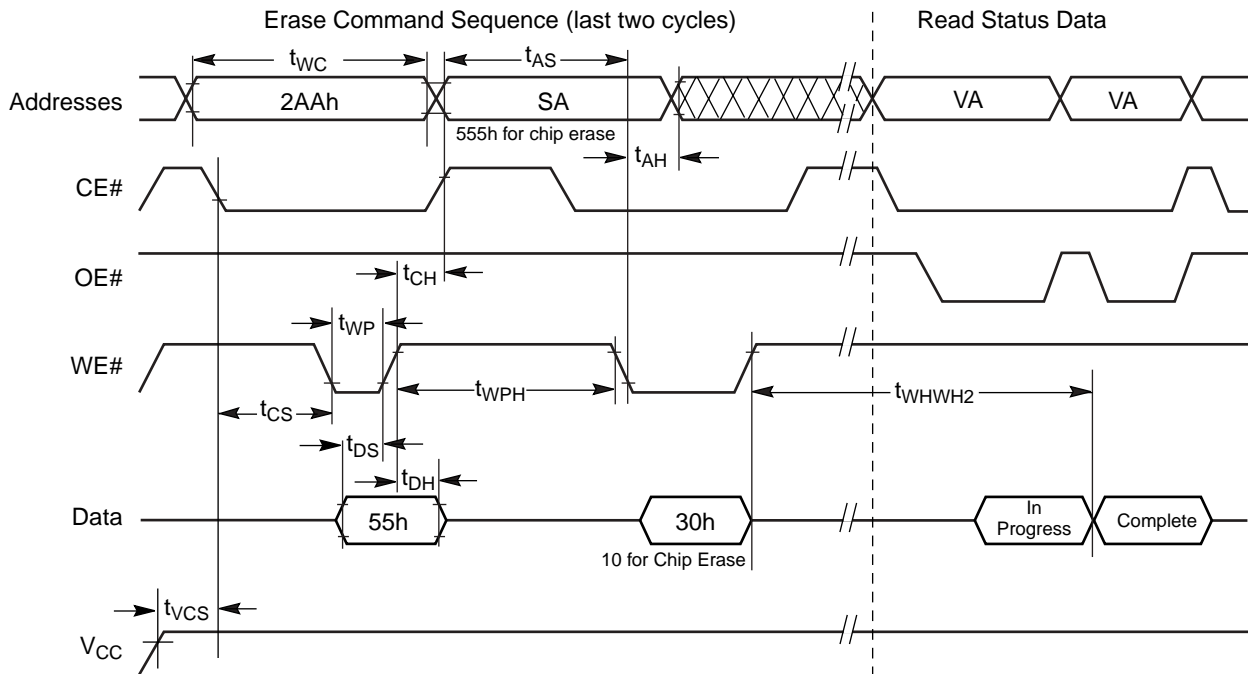 Erase Command Sequence (last two cycles)
Read Status Data
tWC
tAS
Addresses
2AAh
SA
VA
VA
555h for chip erase
tAH
CE#
OE#
tCH
tWP
WE#
tWPH
tWHWH2
tCS
tDS
tDH
Data
55h
30h
In
Progress
Complete
10 for Chip Erase
tVCS
VCC